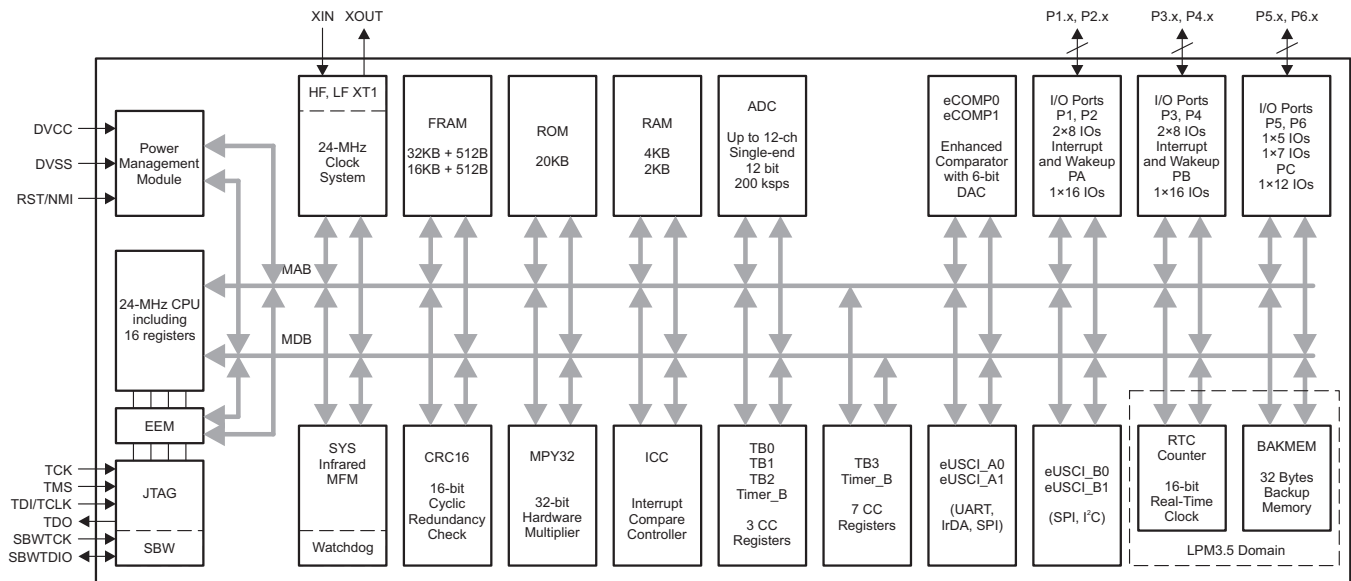 XIN XOUT
P1.x, P2.x
P3.x, P4.x
P5.x, P6.x
DVCC
DVSS
RST/NMI
Power
Management
Module
HF, LF XT1
24-MHz
Clock
System
FRAM
32KB + 512B
16KB + 512B
ROM
20KB
RAM
4KB
2KB
ADC
Up to 12-ch
Single-end
12 bit
200 ksps
eCOMP0
eCOMP1
Enhanced
Comparator
with 6-bit
DAC
I/O Ports
P1, P2
2×8 IOs
Interrupt
and Wakeup
PA
1×16 IOs
I/O Ports
P3, P4
2×8 IOs
Interrupt
and Wakeup
PB
1×16 IOs
I/O Ports
P5, P6
1×5 IOs
1×7 IOs
PC
1×12 IOs
MAB
24-MHz CPU
including
16 registers
MDB
EEM
TCK
TMS
TDI/TCLK
TDO
SBWTCK
SBWTDIO
JTAG
SBW
SYS
Infrared
MFM
Watchdog
CRC16
16-bit
Cyclic
Redundancy
Check
MPY32
32-bit
Hardware
Multiplier
ICC
Interrupt
Compare
Controller
TB0
TB1
TB2
Timer_B
3 CC
Registers
TB3
Timer_B
7 CC
Registers
eUSCI_A0
eUSCI_A1
(UART,
IrDA, SPI)
eUSCI_B0
eUSCI_B1
(SPI, I²C)
RTC
Counter
16-bit
Real-Time
Clock
BAKMEM
32 Bytes
Backup
Memory
LPM3.5 Domain